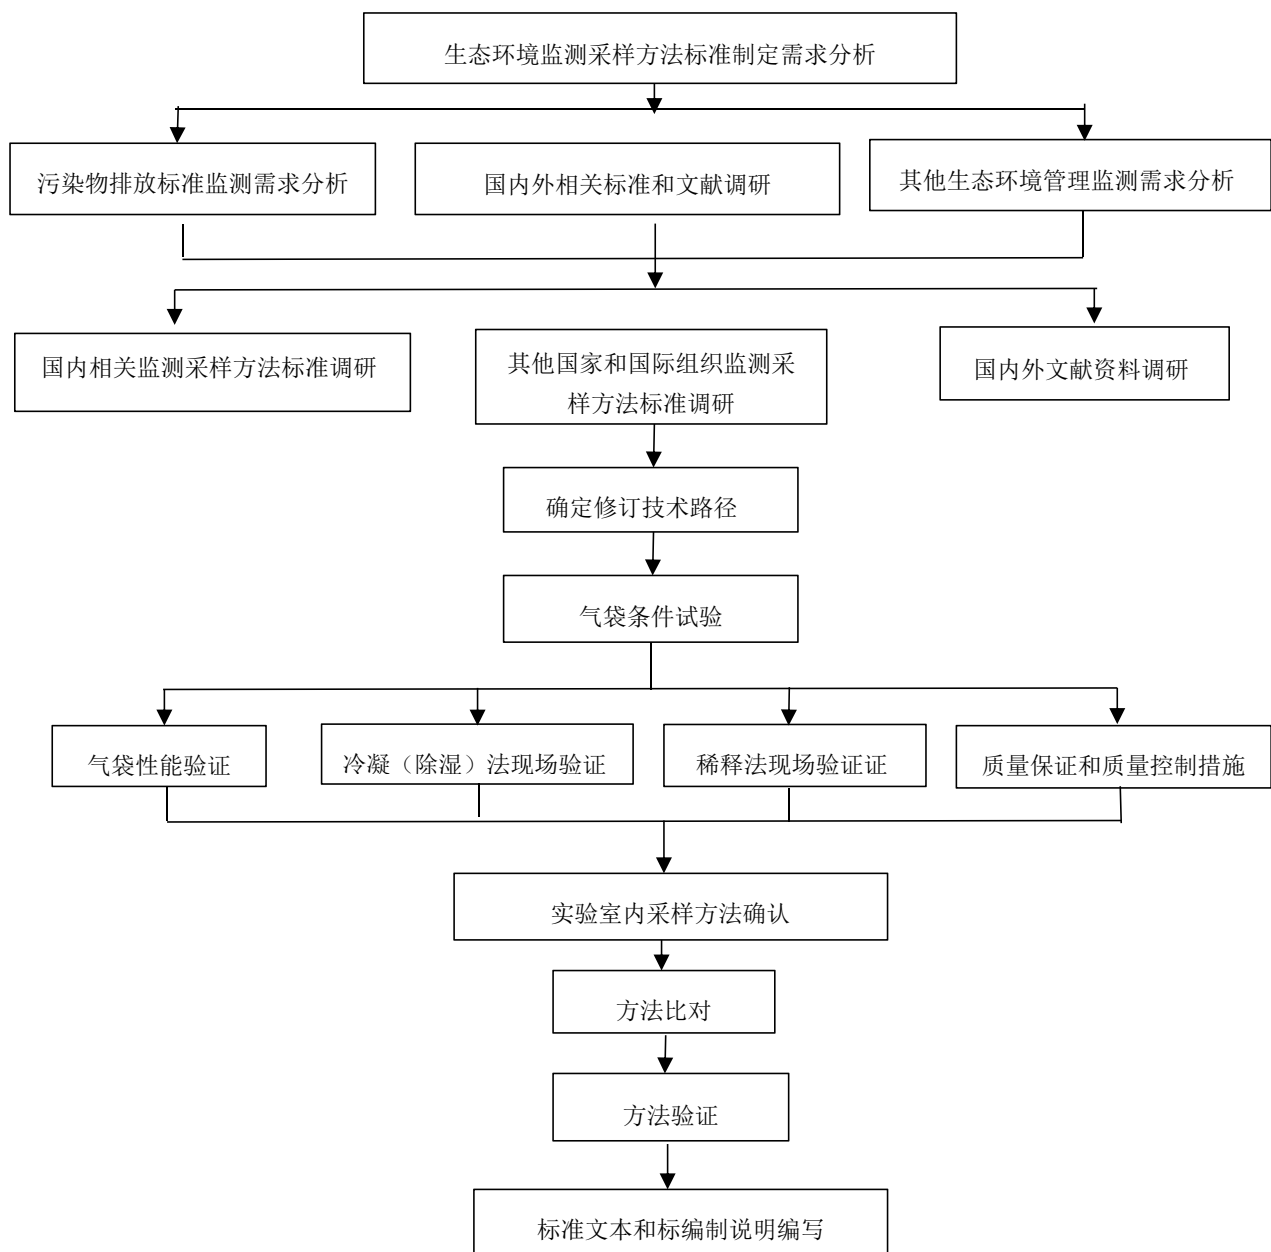 生态环境监测采样方法标准制定需求分析
污染物排放标准监测需求分析
国内外相关标准和文献调研
其他生态环境管理监测需求分析
国内相关监测采样方法标准调研
其他国家和国际组织监测采
样方法标准调研
国内外文献资料调研
确定修订技术路径
气袋条件试验
气袋性能验证
冷凝（除湿）法现场验证
稀释法现场验证证
质量保证和质量控制措施
实验室内采样方法确认
方法比对
方法验证
标准文本和标编制说明编写